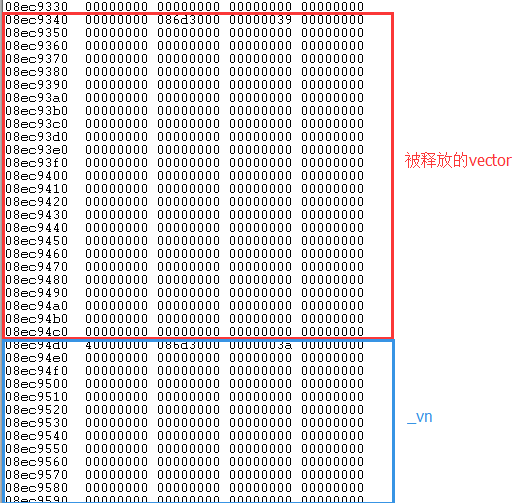 08ec9330 00000000 00000000 00000000 00000000
08ec9340 00000000 086d3000 00000039 00000000
08ec9350 00000000 00000000 00000000 00000000
08ec9360 00000000 00000000 00000000 00000000
08ec9370 00000000 00000000 00000000 00000000
08ec9380 00000000 00000000 00000000 00000000
08ec9390 00000000 00000000 00000000 00000000
08ec93a0 00000000 00000000 00000000 00000000
08ec93b0 00000000 00000000 00000000 00000000
08ec93c0 00000000 00000000 00000000 00000000
08ec93d0 00000000 00000000 00000000 00000000
08ec93e0 00000000 00000000 00000000 00000000
08ec93f0 00000000 00000000 00000000 00000000
08ec9400 00000000 00000000 00000000 00000000
被释放的vector
08ec9410 00000000 00000000 00000000 00000000
08ec9420 00000000 00000000 00000000 00000000
08ec9430 00000000 00000000 00000000 00000000
08ec9440 00000000 00000000 00000000 00000000
08ec9450 00000000 00000000 00000000 00000000
08ec9460 00000000 00000000 00000000 00000000
08ec9470 00000000 00000000 00000000 00000000
08ec9480 00000000 00000000 00000000 00000000
08ec9490 00000000 00000000 00000000 00000000
08ec94a0 00000000 00000000 00000000 00000000
08ec94b0 00000000 00000000 00000000 00000000
08ec94c0 00000000 00000000 00000000 00000000
08ec94d0 40000000 086d3000 0000003a 00000000
08ec94e0 00000000 00000000 00000000 00000000
08ec94f0 00000000 00000000 00000000 00000000
08ec9500 00000000 00000000 00000000 00000000
08ec9510 00000000 00000000 00000000 00000000
08ec9520 00000000 00000000 00000000 00000000
_vn
08ec9530 00000000 00000000 00000000 00000000
08ec9540 00000000 00000000 00000000 00000000
08ec9550 00000000 00000000 00000000 00000000
08ec9560 00000000 00000000 00000000 00000000
08ec9570 00000000 00000000 00000000 00000000
08ec9580 00000000 00000000 00000000 00000000
08ec9590 00000000 00000000 00000000 00000000